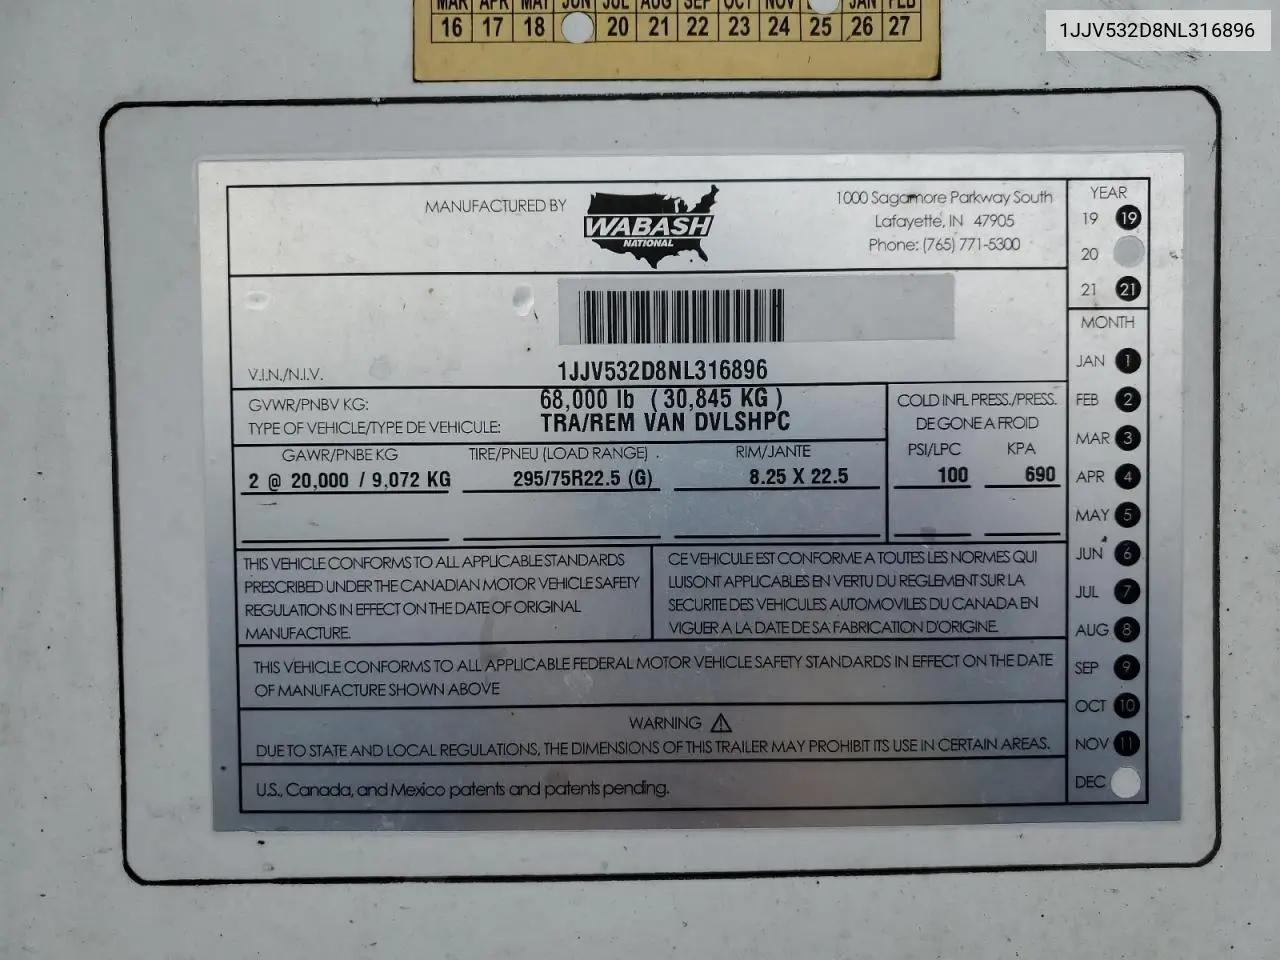 MAR APR MAY JUN JUL AUG SEP OCT NOV JAN FEB
16 17 18 20 21 22 23 24 25 26 27
1JJV532D8NL316896
MANUFACTURED BY
WABASH
NATIONAL
1000 Sagamore Parkway South
Lafayette, IN 47905
Phone: (765) 771-5300
YEAR
19 19
20
21 21
MONTH
JAN 1
FEB 2
MAR 3
APR 4
MAY 5
JUN 6
JUL 7
AUG 8
SEP 9
OCT 10
NOV 11
DEC
V.I.N./N.I.V. 1JJV532D8NL316896
GVWR/PNBV KG: 68,000 lb ( 30,845 KG )
TYPE OF VEHICLE/TYPE DE VEHICULE: TRA/REM VAN DVLSHPC
COLD INFL PRESS./PRESS.
DE GONE A FROID
GAWR/PNBE KG TIRE/PNEU (LOAD RANGE) RIM/JANTE PSI/LPC KPA
2 @ 20,000 / 9,072 KG 295/75R22.5 (G) 8.25 X 22.5 100 690
THIS VEHICLE CONFORMS TO ALL APPLICABLE STANDARDS
PRESCRIBED UNDER THE CANADIAN MOTOR VEHICLE SAFETY
REGULATIONS IN EFFECT ON THE DATE OF ORIGINAL
MANUFACTURE.
CE VEHICULE EST CONFORME A TOUTES LES NORMES QUI
LUI SONT APPLICABLES EN VERTU DU REGLEMENT SUR LA
SECURITE DES VEHICULES AUTOMOVILES DU CANADA EN
VIGUER A LA DATE DE SA FABRICATION D'ORIGINE.
THIS VEHICLE CONFORMS TO ALL APPLICABLE FEDERAL MOTOR VEHICLE SAFETY STANDARDS IN EFFECT ON THE DATE
OF MANUFACTURE SHOWN ABOVE
WARNING
DUE TO STATE AND LOCAL REGULATIONS, THE DIMENSIONS OF THIS TRAILER MAY PROHIBIT ITS USE IN CERTAIN AREAS.
U.S., Canada, and Mexico patents and patents pending.